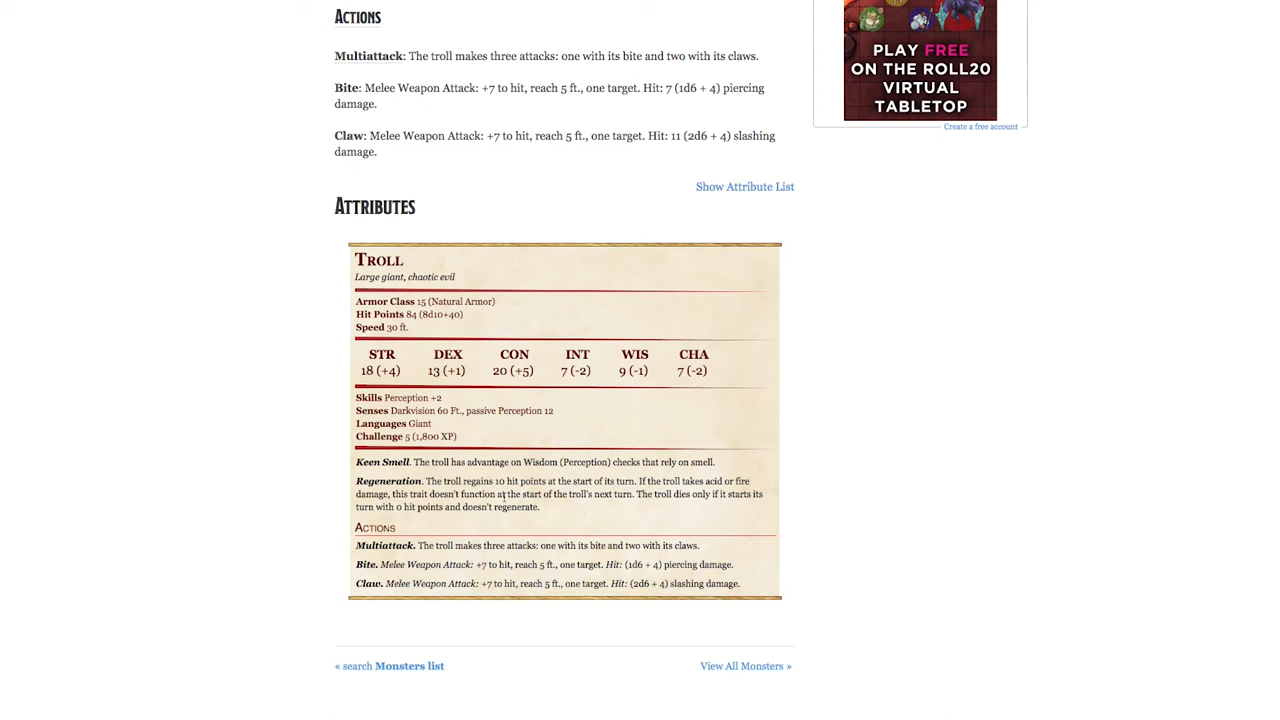 Actions
Multiattack: The troll makes three attacks: one with its bite and two with its claws.
Bite: Melee Weapon Attack: +7 to hit, reach 5 ft., one target. Hit: 7 (1d6 + 4) piercing
damage.
Claw: Melee Weapon Attack: +7 to hit, reach 5 ft., one target. Hit: 11 (2d6 + 4) slashing
damage.
Show Attribute List
Attributes
Troll
Large giant, chaotic evil
Armor Class 15 (Natural Armor)
Hit Points 84 (8d10+40)
Speed 30 ft.
STR DEX CON INT WIS CHA
18 (+4) 13 (+1) 20 (+5) 7 (-2) 9 (-1) 7 (-2)
Skills Perception +2
Senses Darkvision 60 Ft., passive Perception 12
Languages Giant
Challenge 5 (1,800 XP)
Keen Smell. The troll has advantage on Wisdom (Perception) checks that rely on smell.
Regeneration. The troll regains 10 hit points at the start of its turn. If the troll takes acid or fire
damage, this trait doesn't function at the start of the troll's next turn. The troll dies only if it starts its
turn with 0 hit points and doesn't regenerate.
Actions
Multiattack. The troll makes three attacks: one with its bite and two with its claws.
Bite. Melee Weapon Attack: +7 to hit, reach 5 ft., one target. Hit: (1d6 + 4) piercing damage.
Claw. Melee Weapon Attack: +7 to hit, reach 5 ft., one target. Hit: (2d6 + 4) slashing damage.
« search Monsters list
View All Monsters »
PLAY FREE
ON THE ROLL20
VIRTUAL
TABLETOP
Create a free account